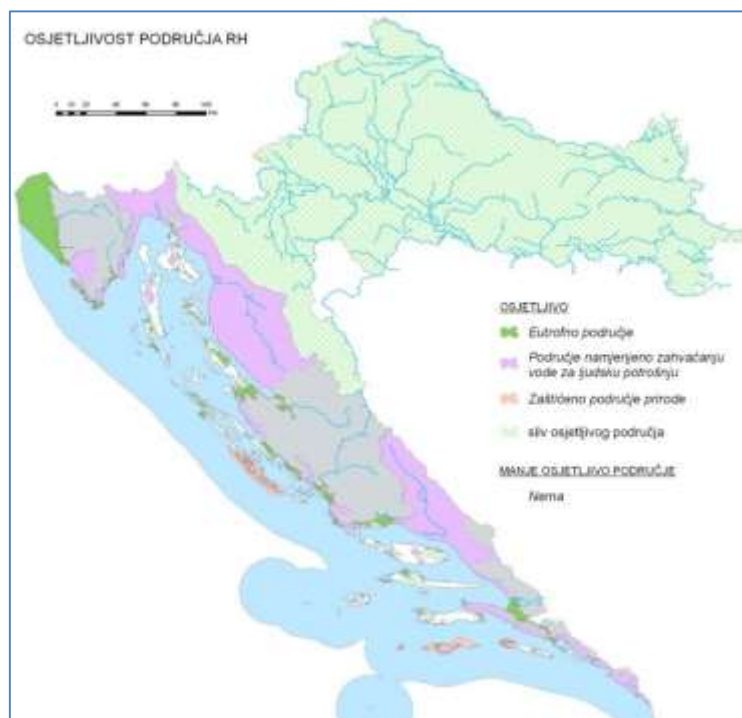 OSJETLJIVOST PODRUČJA RH
OSJETLJIVO
Eutrofno područje
Područje namjenjeno zahvaćanju
vode za ljudsku potrošnju
Zaštićeno područje prirode
sliv osjetljivog područja
MANJE OSJETLJIVO PODRUČJE
Nema